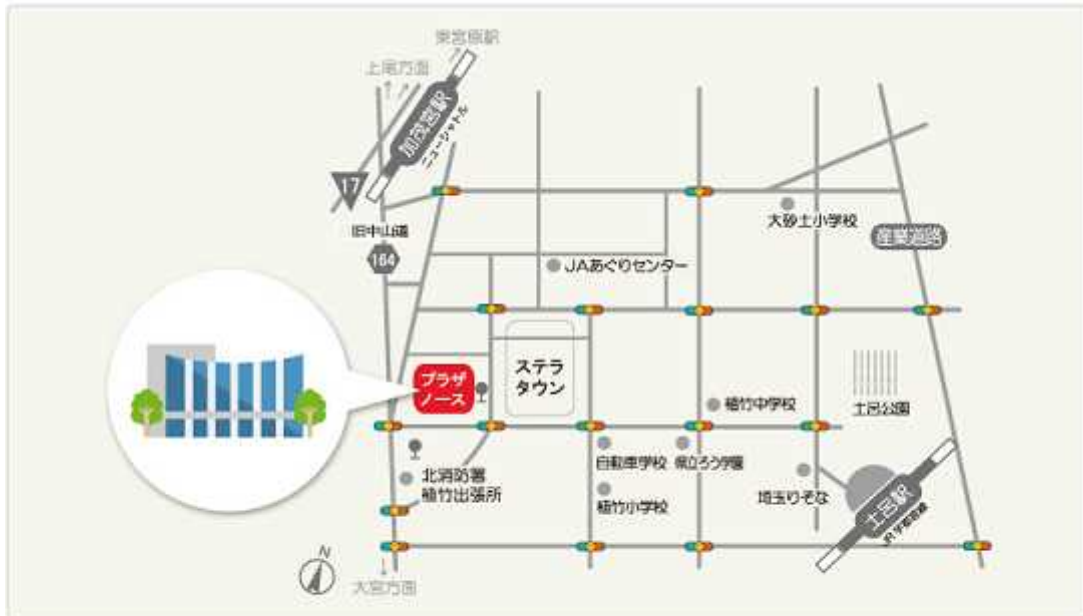 東宮原駅
上尾方面
加茂宮駅
ニューシャトル
17
旧中山道
164
大砂土小学校
産業道路
JAあぐりセンター
プラザ
ノース
ステラ
タウン
植竹中学校
土呂公園
北消防署
植竹出張所
自動車学校
県立ろう学園
植竹小学校
埼玉りそな
土呂駅
JR宇都宮線
N
大宮方面